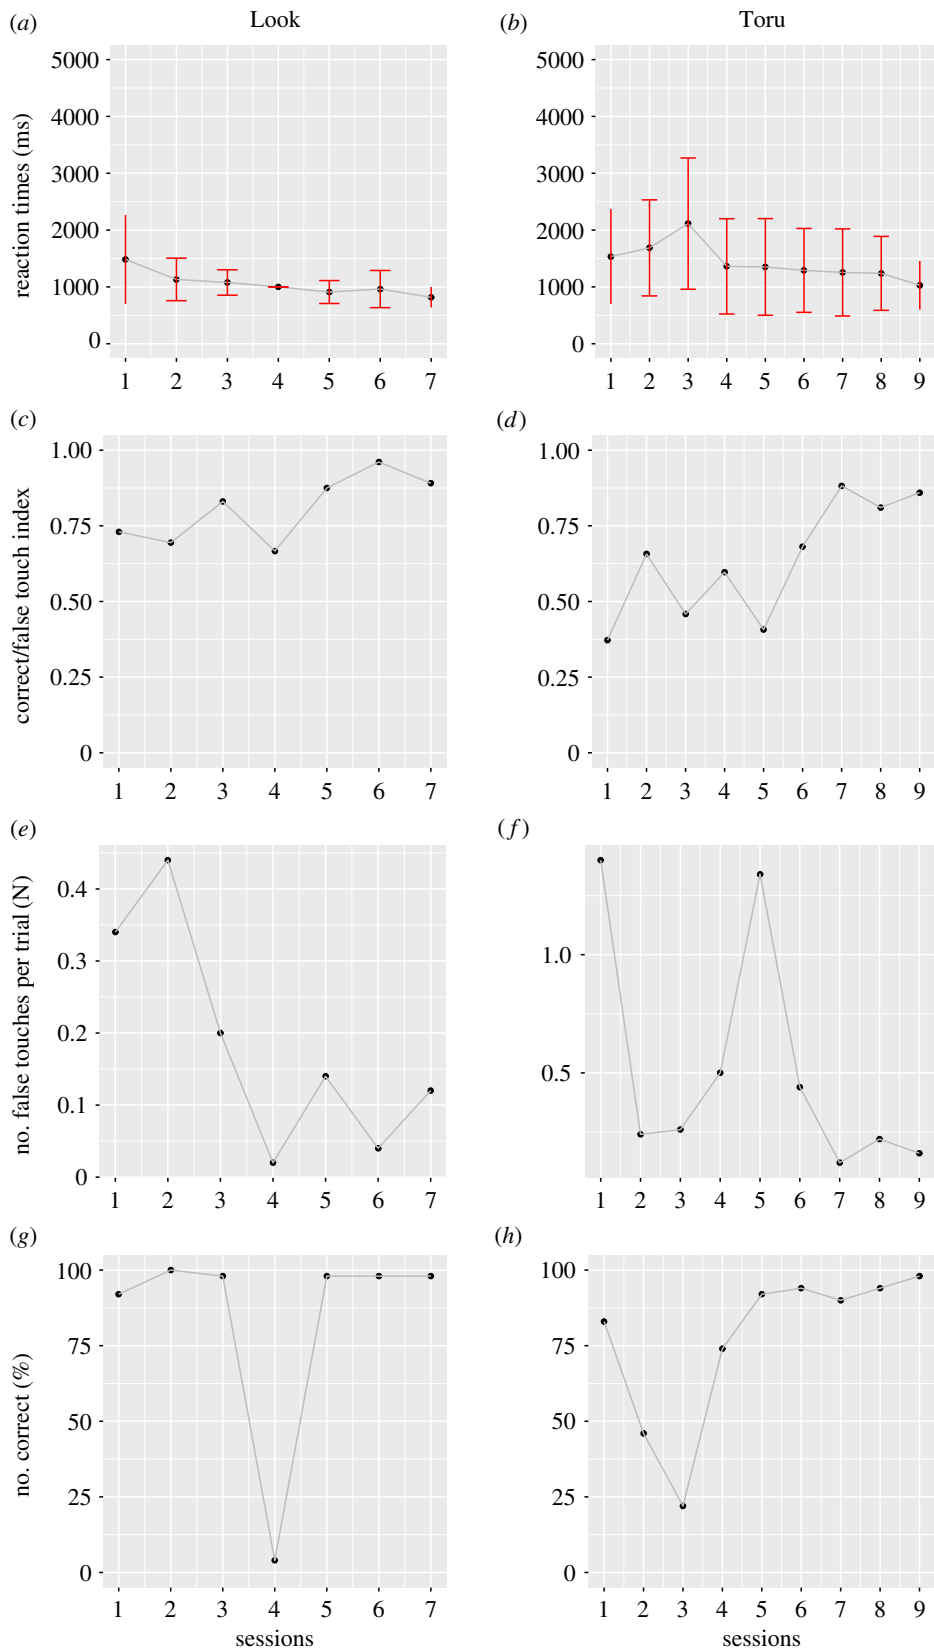 (a) Look (b) Toru
5000
4000
3000
2000
1000
0
reaction times (ms)
1 2 3 4 5 6 7
5000
4000
3000
2000
1000
0
1 2 3 4 5 6 7 8 9
(c) (d)
1.00
0.75
0.50
0.25
0
correct/false touch index
1 2 3 4 5 6 7
1.00
0.75
0.50
0.25
0
1 2 3 4 5 6 7 8 9
(e) (f)
0.4
0.3
0.2
0.1
0
no. false touches per trial (N)
1 2 3 4 5 6 7
1.0
0.5
1 2 3 4 5 6 7 8 9
(g) (h)
100
75
50
25
0
no. correct (%)
1 2 3 4 5 6 7
sessions
100
75
50
25
0
1 2 3 4 5 6 7 8 9
sessions